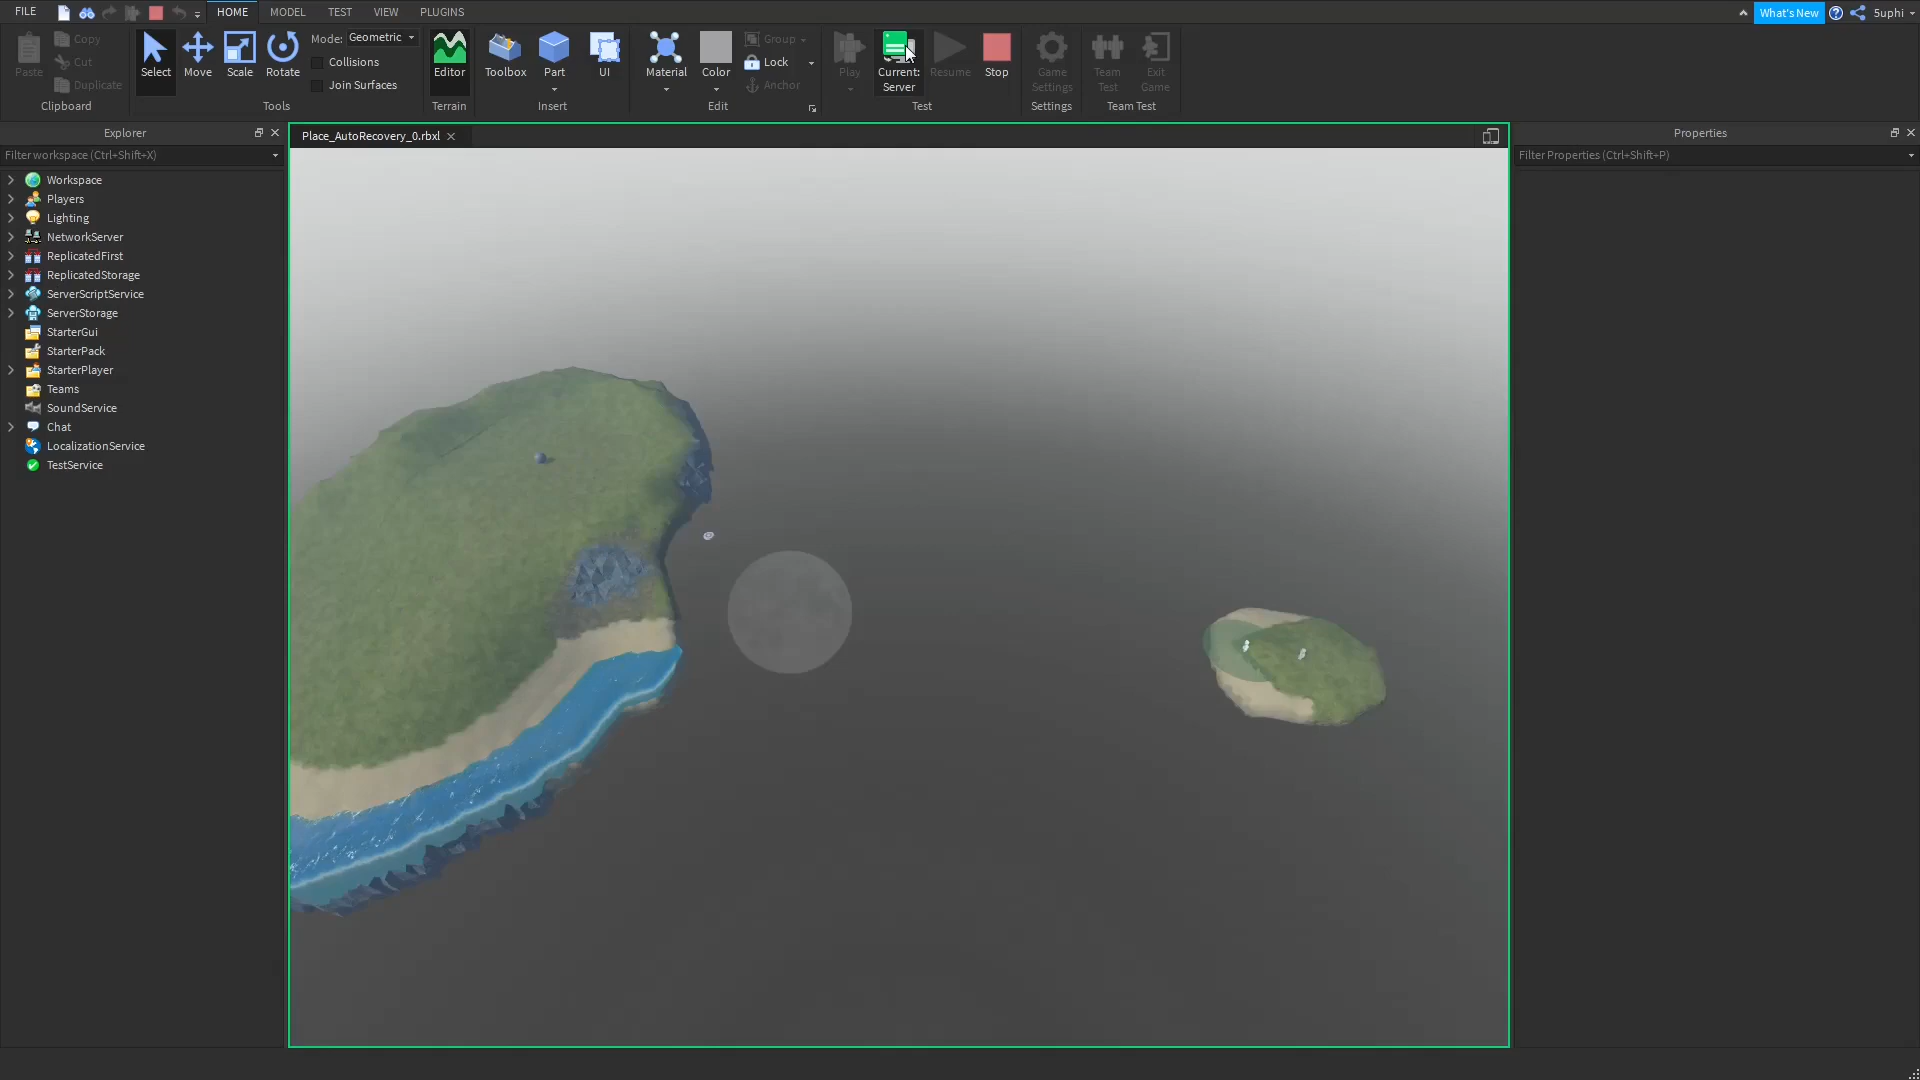 FILE
HOME
MODEL
TEST
VIEW
PLUGINS
What's New
5uphi
Paste
Copy
Cut
Duplicate
Clipboard
Select
Move
Scale
Rotate
Mode: Geometric
Collisions
Join Surfaces
Tools
Editor
Terrain
Toolbox
Part
UI
Insert
Material
Color
Group
Lock
Anchor
Edit
Play
Current:
Server
Resume
Stop
Test
Game
Settings
Settings
Team
Test
Exit
Game
Team Test
Explorer
Filter workspace (Ctrl+Shift+X)
Workspace
Players
Lighting
NetworkServer
ReplicatedFirst
ReplicatedStorage
ServerScriptService
ServerStorage
StarterGui
StarterPack
StarterPlayer
Teams
SoundService
Chat
LocalizationService
TestService
Place_AutoRecovery_0.rbxl
Properties
Filter Properties (Ctrl+Shift+P)